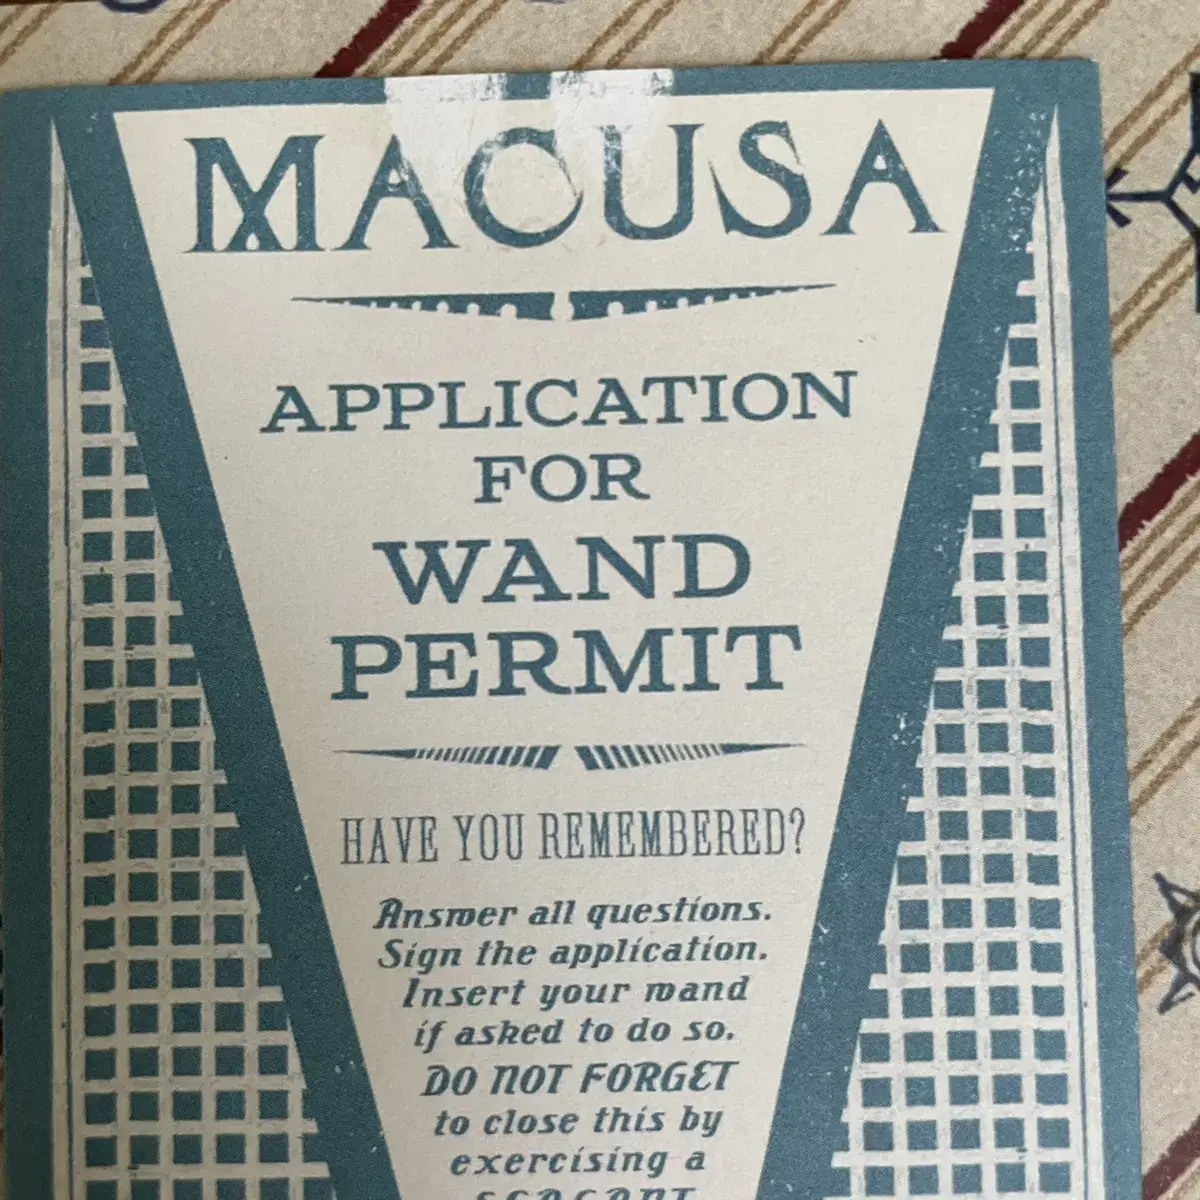 MACUSA
APPLICATION
FOR
WAND
PERMIT
HAVE YOU REMEMBERED?
Answer all questions.
Sign the application.
Insert your wand
if asked to do so.
DO NOT FORGET
to close this by
exercising a